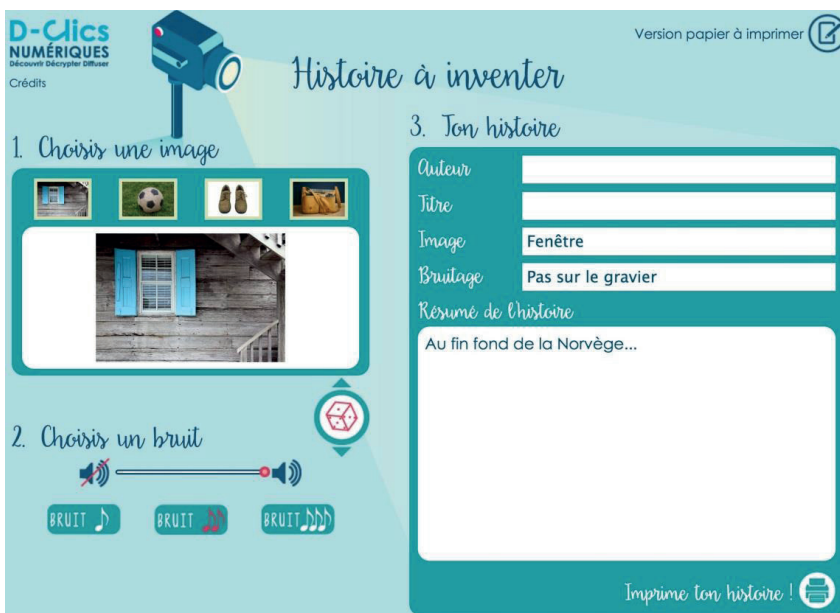 D-Clics
NUMÉRIQUES
Découvrir Décrypter Diffuser
Crédits
Version papier à imprimer
Histoire à inventer
1. Choisis une image
2. Choisis un bruit
BRUIT
BRUIT
BRUIT
3. Ton histoire
Auteur
Titre
Image
Fenêtre
Bruitage
Pas sur le gravier
Résumé de l'histoire
Au fin fond de la Norvège...
Imprime ton histoire !